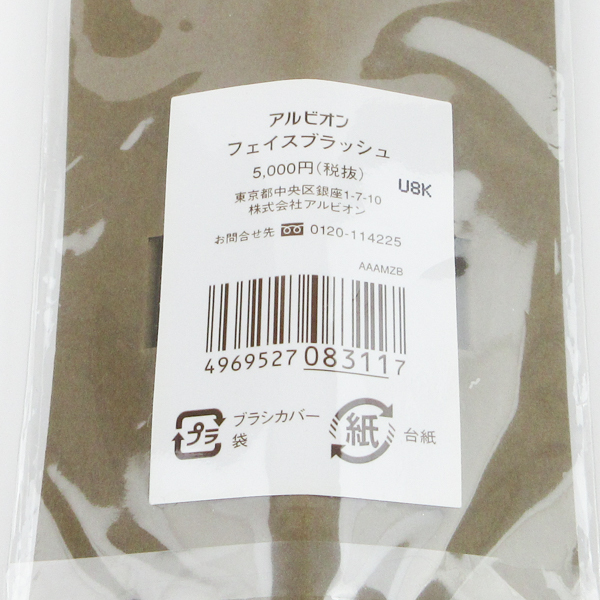 アルビオン
フェイスブラッシュ
5,000円(税抜)
U8K
東京都中央区銀座1-7-10
株式会社アルビオン
お問合せ先 0120-114225
AAAMZB
4969527083117
プラ ブラシカバー
袋
紙 台紙